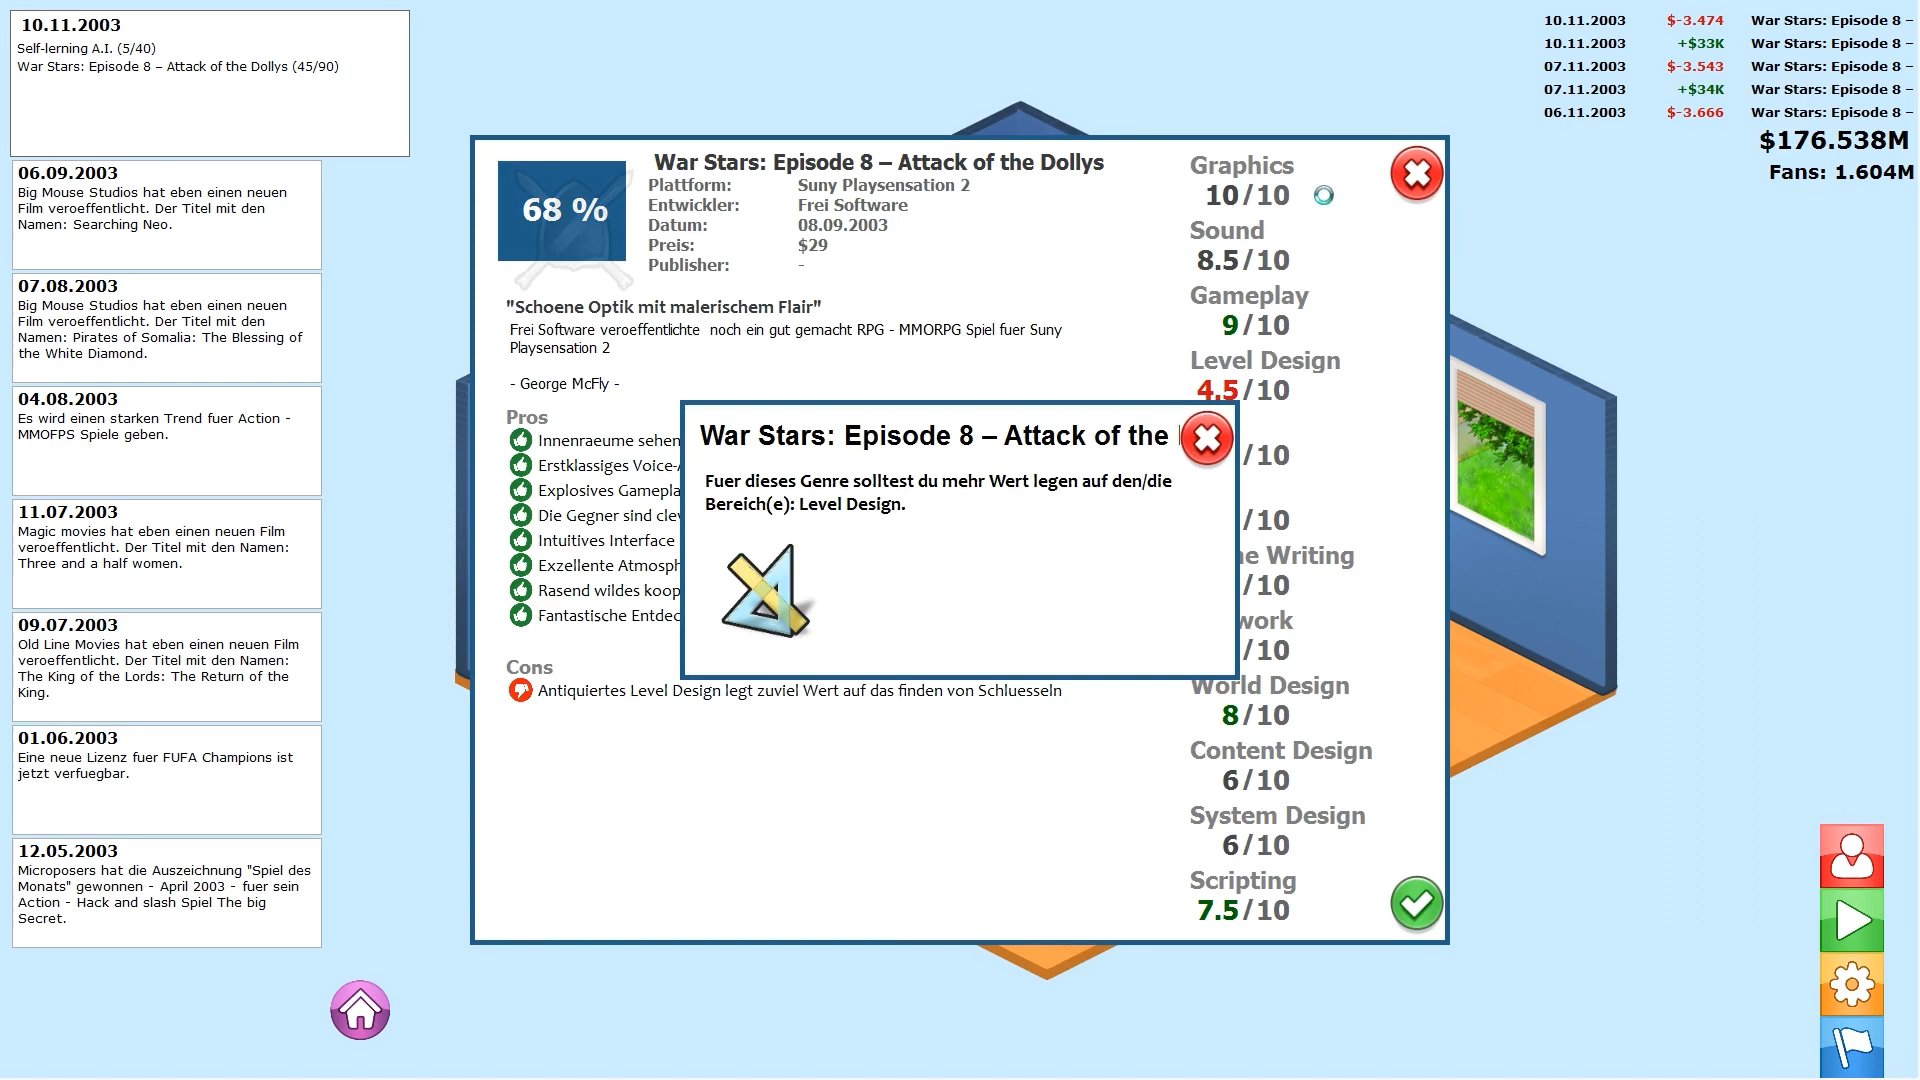 10.11.2003
Self-lerning A.I. (5/40)
War Stars: Episode 8 – Attack of the Dollys (45/90)
06.09.2003
Big Mouse Studios hat eben einen neuen
Film veroeffentlicht. Der Titel mit den
Namen: Searching Neo.
07.08.2003
Big Mouse Studios hat eben einen neuen
Film veroeffentlicht. Der Titel mit den
Namen: Pirates of Somalia: The Blessing of
the White Diamond.
04.08.2003
Es wird einen starken Trend fuer Action -
MMOFPS Spiele geben.
11.07.2003
Magic movies hat eben einen neuen Film
veroeffentlicht. Der Titel mit den Namen:
Three and a half women.
09.07.2003
Old Line Movies hat eben einen neuen Film
veroeffentlicht. Der Titel mit den Namen:
The King of the Lords: The Return of the
King.
01.06.2003
Eine neue Lizenz fuer FUFA Champions ist
jetzt verfuegbar.
12.05.2003
Microposers hat die Auszeichnung "Spiel des
Monats" gewonnen - April 2003 - fuer sein
Action - Hack and slash Spiel The big
Secret.
War Stars: Episode 8 – Attack of the Dollys
68 %
Plattform: Suny Playsensation 2
Entwickler: Frei Software
Datum: 08.09.2003
Preis: $29
Publisher: -
"Schoene Optik mit malerischem Flair"
Frei Software veroeffentlichte noch ein gut gemacht RPG - MMORPG Spiel fuer Suny
Playsensation 2
- George McFly -
Pros
Innenraeume sehen
Erstklassiges Voice-
Explosives Gamepla
Die Gegner sind clev
Intuitives Interface
Exzellente Atmosph
Rasend wildes koop
Fantastische Entdec
Cons
Antiquiertes Level Design legt zuviel Wert auf das finden von Schluesseln
War Stars: Episode 8 – Attack of the
Fuer dieses Genre solltest du mehr Wert legen auf den/die
Bereich(e): Level Design.
Graphics
10/10
Sound
8.5/10
Gameplay
9/10
Level Design
4.5/10
/10
/10
ne Writing
/10
work
/10
World Design
8/10
Content Design
6/10
System Design
6/10
Scripting
7.5/10
10.11.2003 $-3.474 War Stars: Episode 8 –
10.11.2003 +$33K War Stars: Episode 8 –
07.11.2003 $-3.543 War Stars: Episode 8 –
07.11.2003 +$34K War Stars: Episode 8 –
06.11.2003 $-3.666 War Stars: Episode 8 –
$176.538M
Fans: 1.604M